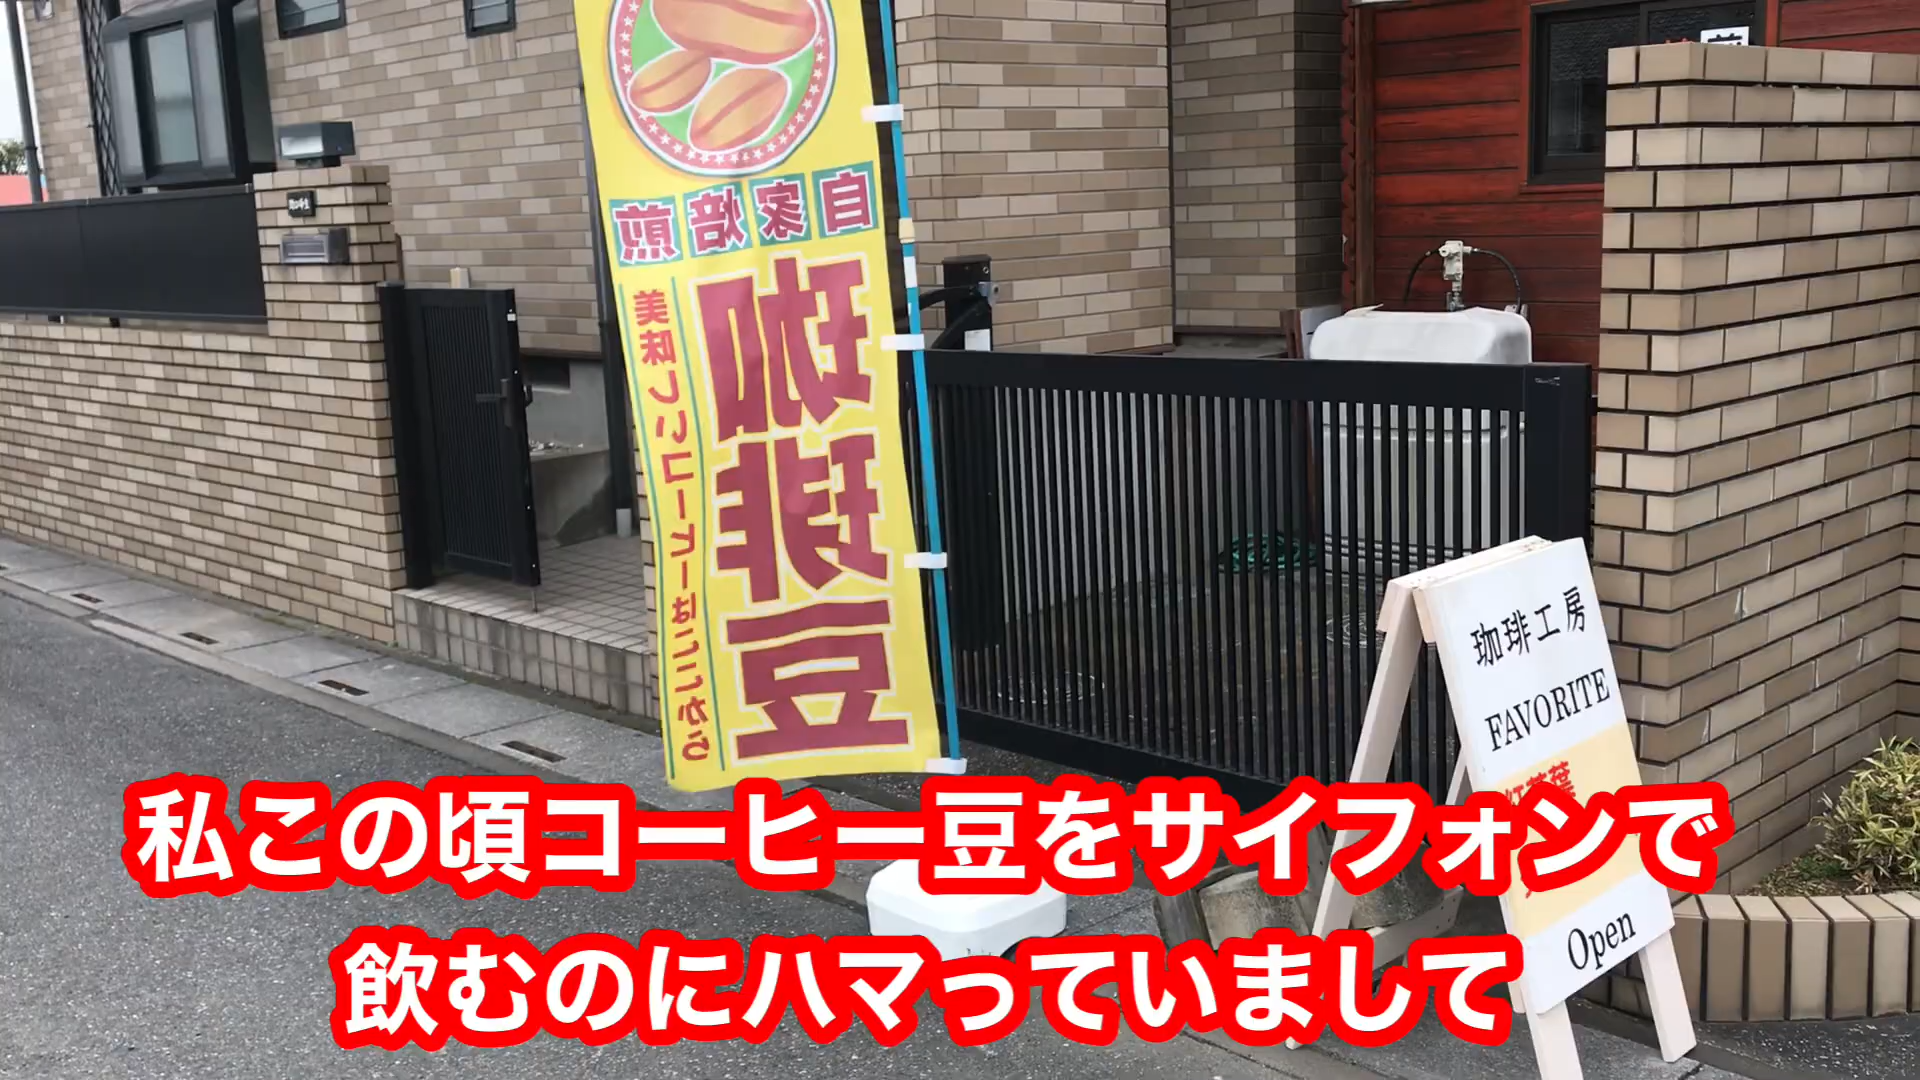 自家焙煎
珈琲豆
美味しいコーヒーはここから
珈琲工房
FAVORITE
Open
私この頃コーヒー豆をサイフォンで
飲むのにハマっていまして